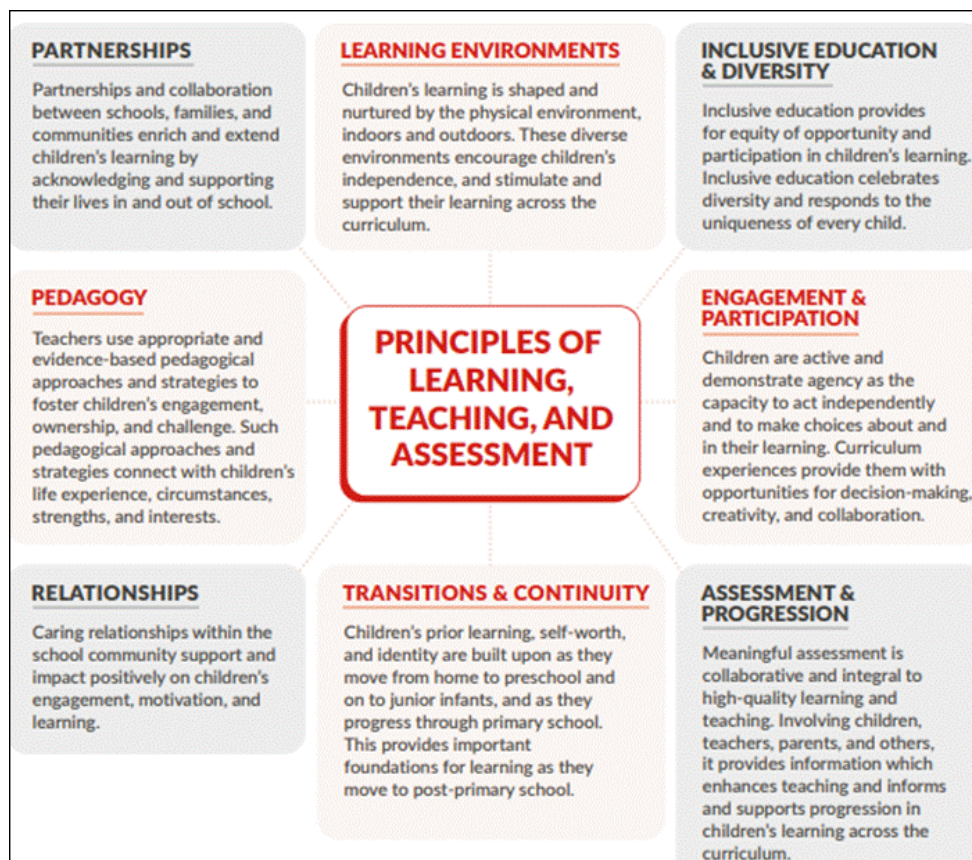 PARTNERSHIPS
Partnerships and collaboration
between schools, families, and
communities enrich and extend
children's learning by
acknowledging and supporting
their lives in and out of school.
LEARNING ENVIRONMENTS
Children's learning is shaped and
nurtured by the physical environment,
indoors and outdoors. These diverse
environments encourage children's
independence, and stimulate and
support their learning across the
curriculum.
INCLUSIVE EDUCATION
& DIVERSITY
Inclusive education provides
for equity of opportunity and
participation in children's learning.
Inclusive education celebrates
diversity and responds to the
uniqueness of every child.
PEDAGOGY
Teachers use appropriate and
evidence-based pedagogical
approaches and strategies to
foster children's engagement,
ownership, and challenge. Such
pedagogical approaches and
strategies connect with children's
life experience, circumstances,
strengths, and interests.
PRINCIPLES OF
LEARNING,
TEACHING, AND
ASSESSMENT
ENGAGEMENT &
PARTICIPATION
Children are active and
demonstrate agency as the
capacity to act independently
and to make choices about and
in their learning. Curriculum
experiences provide them with
opportunities for decision-making,
creativity, and collaboration.
RELATIONSHIPS
Caring relationships within the
school community support and
impact positively on children's
engagement, motivation, and
learning.
TRANSITIONS & CONTINUITY
Children's prior learning, self-worth,
and identity are built upon as they
move from home to preschool and
on to junior infants, and as they
progress through primary school.
This provides important
foundations for learning as they
move to post-primary school.
ASSESSMENT &
PROGRESSION
Meaningful assessment is
collaborative and integral to
high-quality learning and
teaching. Involving children,
teachers, parents, and others,
it provides information which
enhances teaching and informs
and supports progression in
children's learning across the
curriculum.